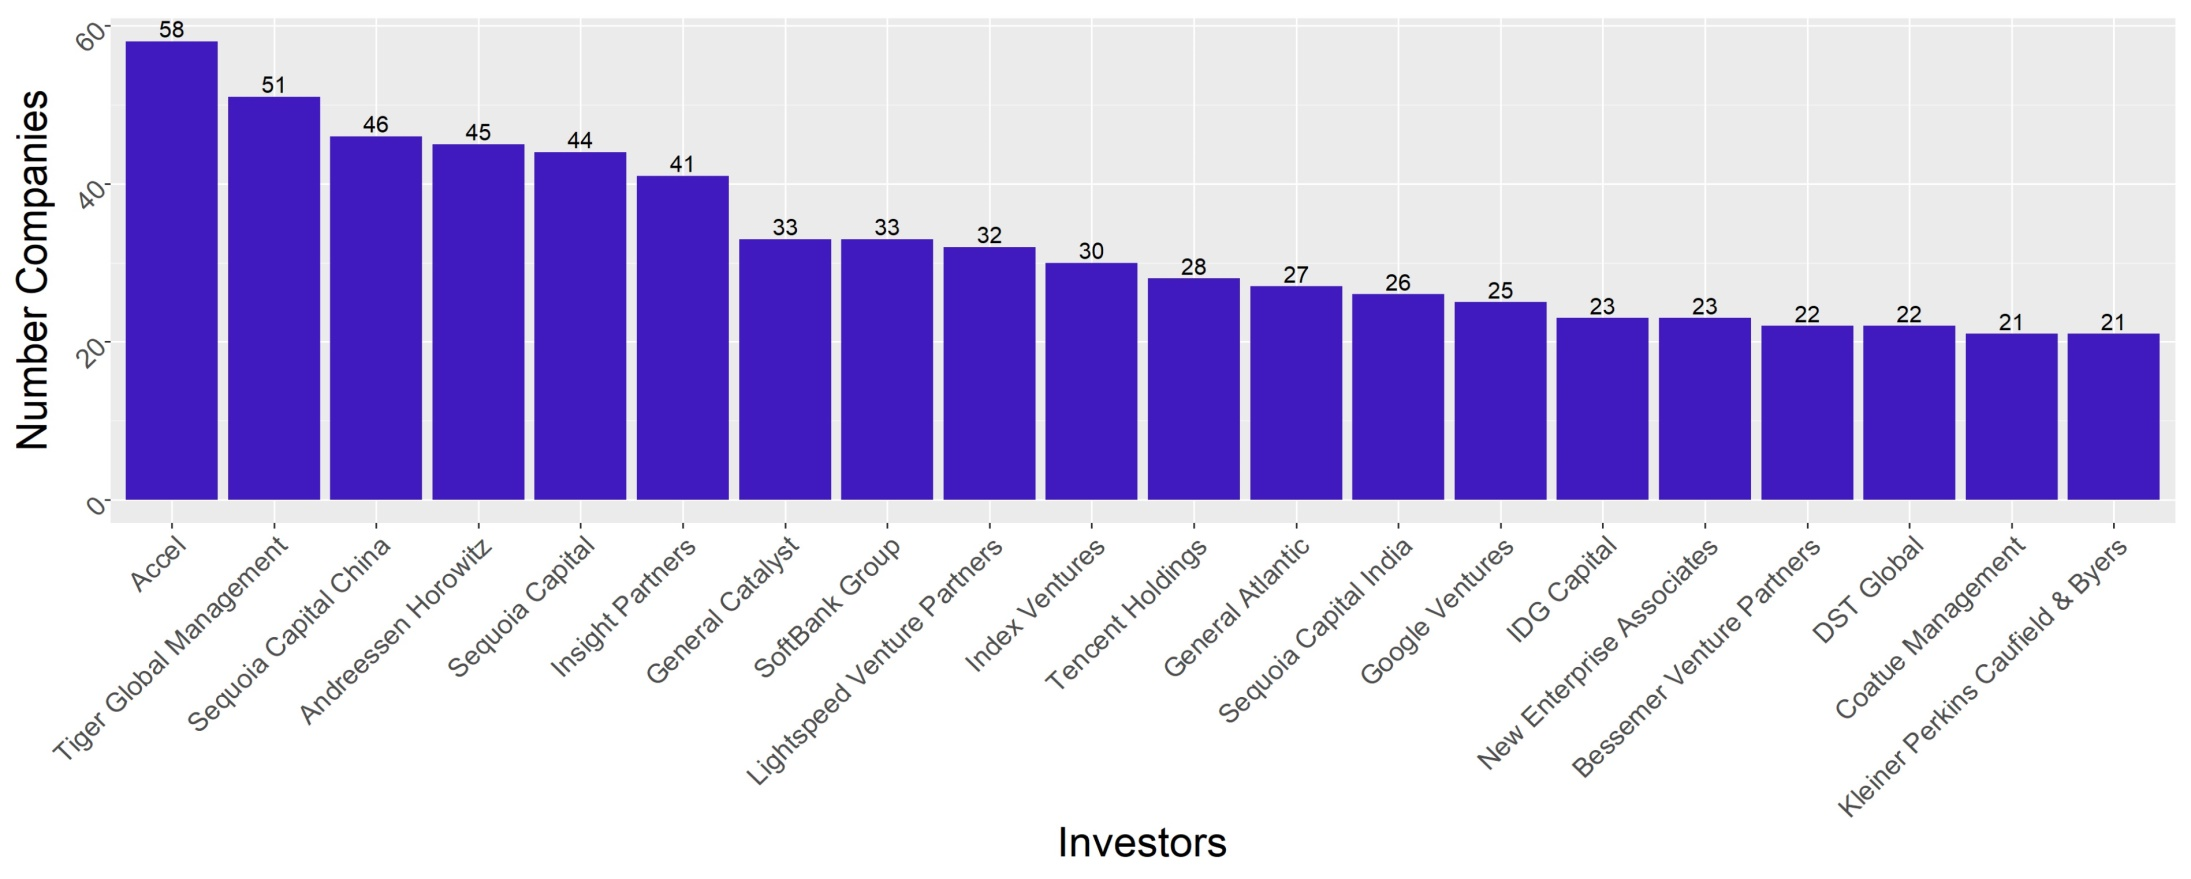 Number Companies
60
40
20
0
58
51
46
45
44
41
33
33
32
30
28
27
26
25
23
23
22
22
21
21
Accel
Tiger Global Management
Sequoia Capital China
Andreessen Horowitz
Sequoia Capital
Insight Partners
General Catalyst
SoftBank Group
Lightspeed Venture Partners
Index Ventures
Tencent Holdings
General Atlantic
Sequoia Capital India
Google Ventures
IDG Capital
New Enterprise Associates
Bessemer Venture Partners
DST Global
Coatue Management
Kleiner Perkins Caufield & Byers
Investors